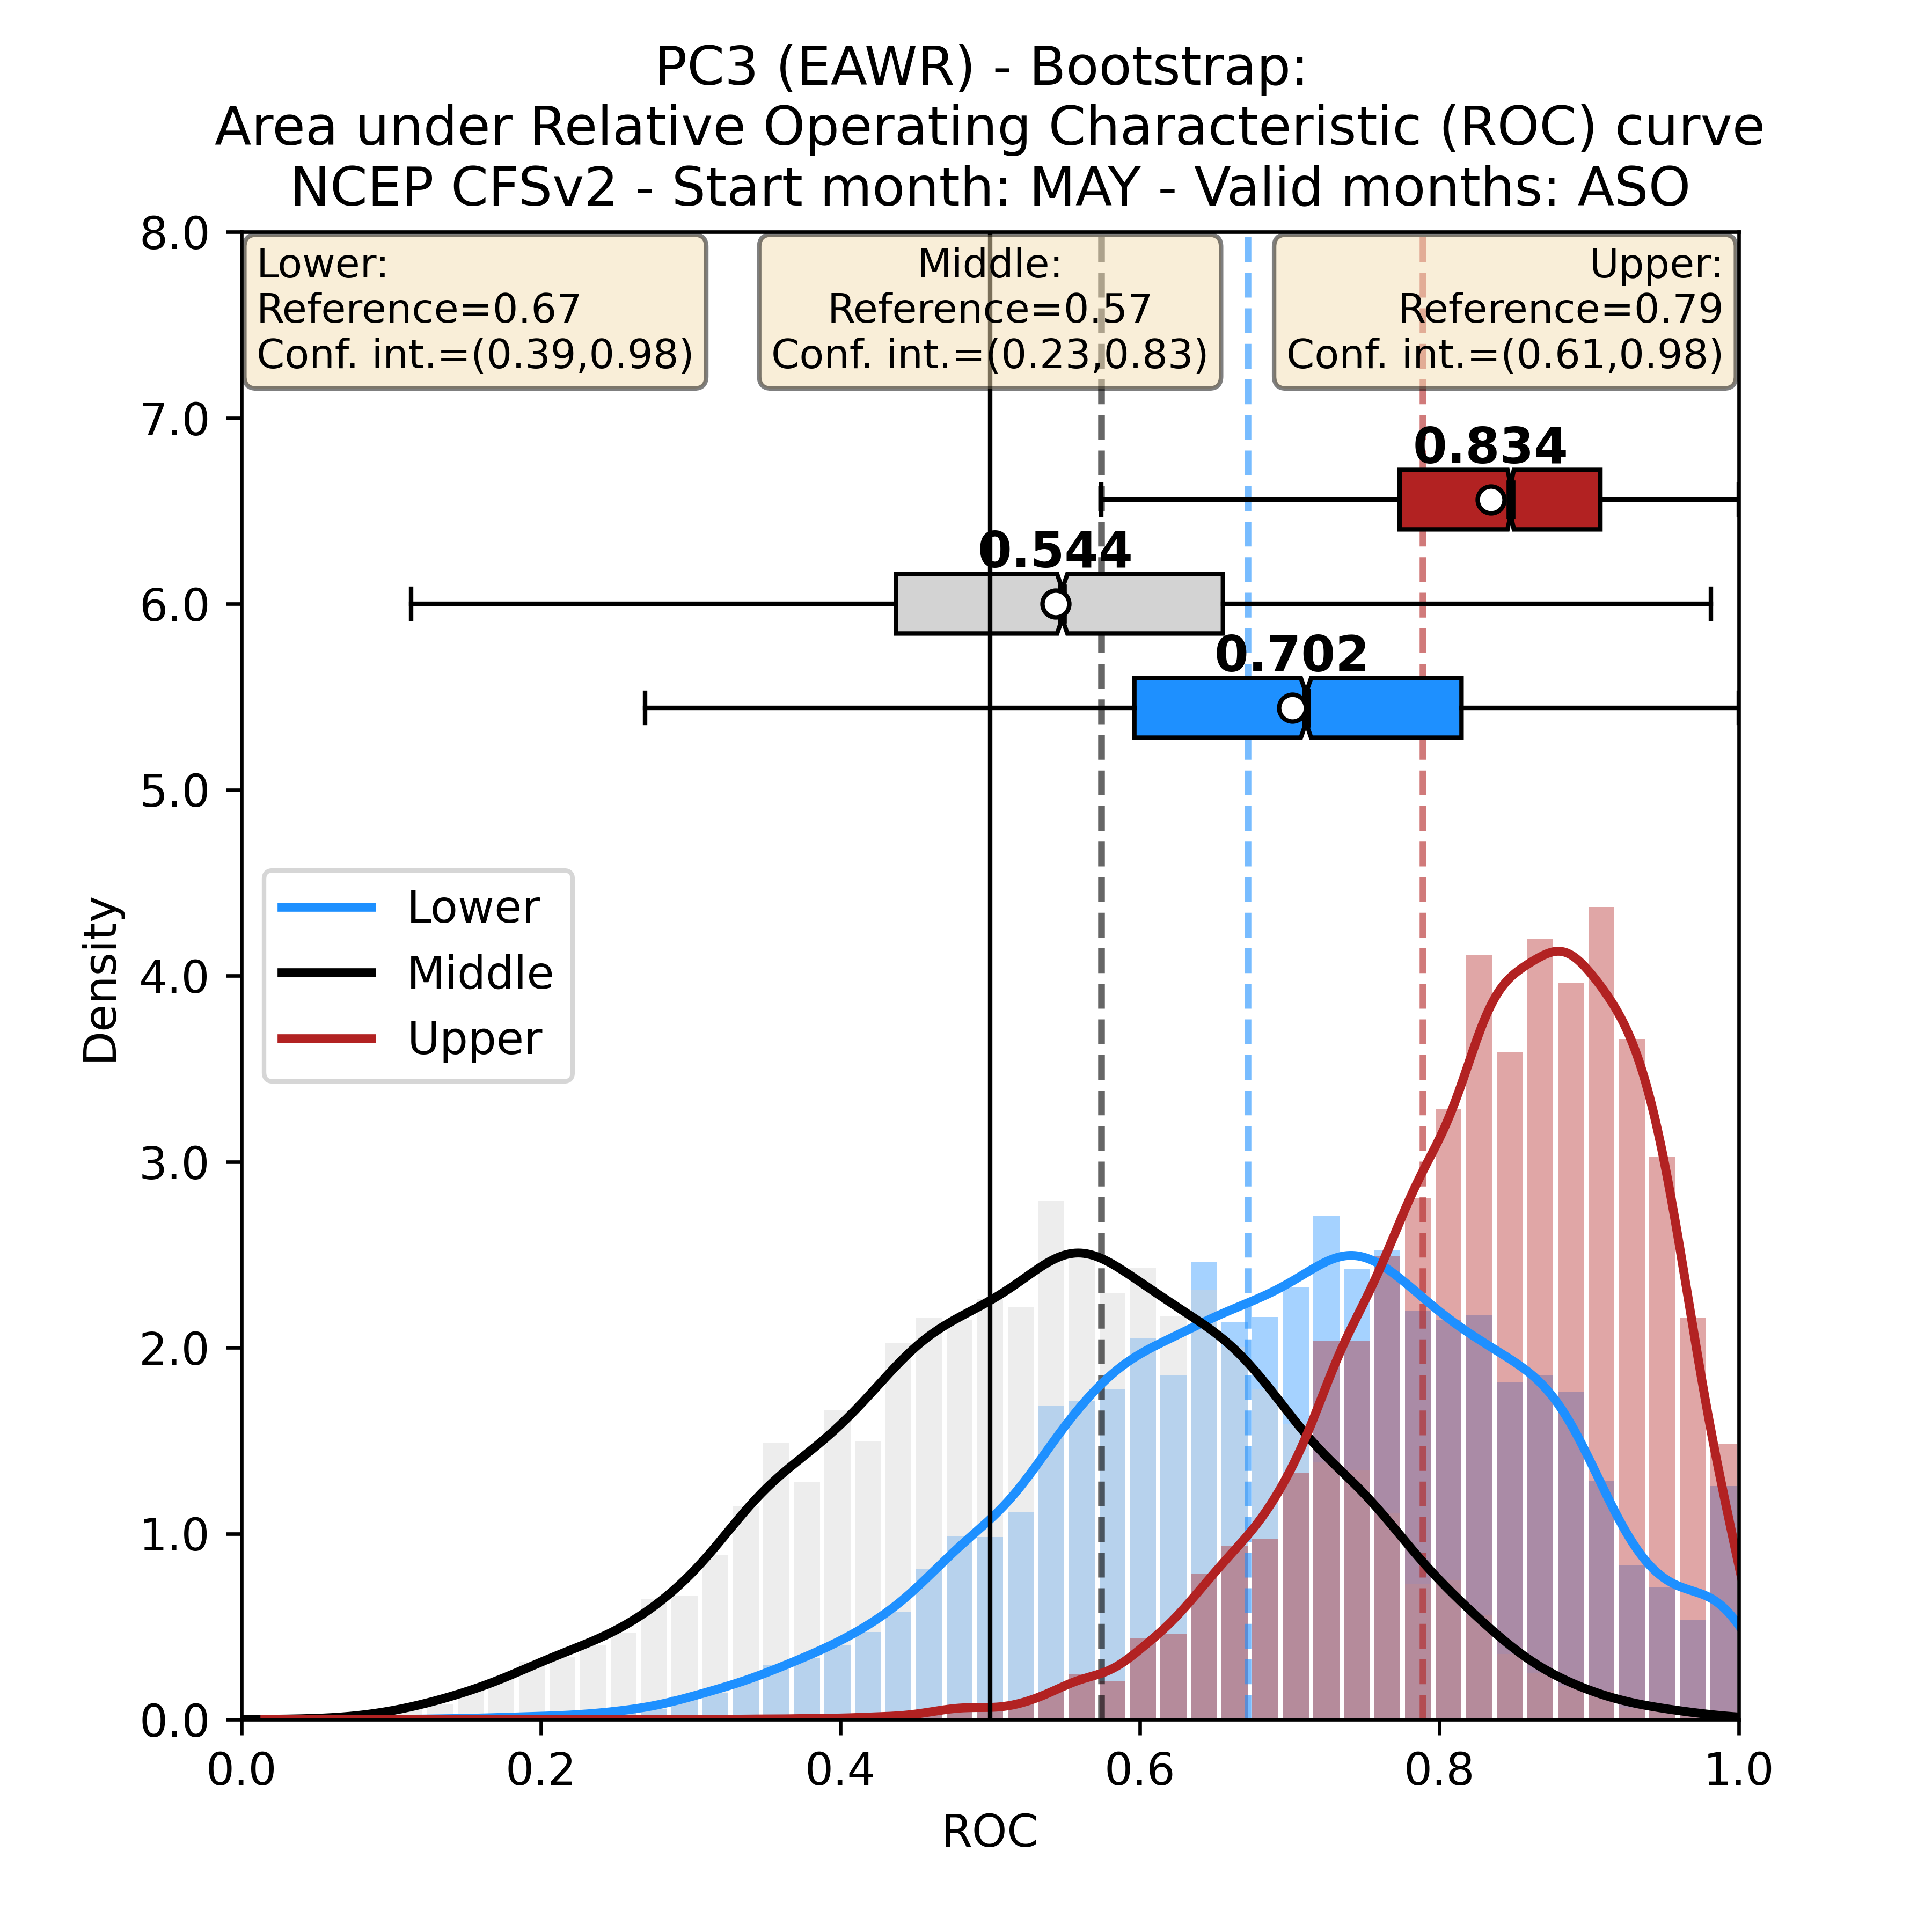 PC3 (EAWR) - Bootstrap:
Area under Relative Operating Characteristic (ROC) curve
NCEP CFSv2 - Start month: MAY - Valid months: ASO
Lower:
Reference=0.67
Conf. int.=(0.39,0.98)
Middle:
Reference=0.57
Conf. int.=(0.23,0.83)
Upper:
Reference=0.79
Conf. int.=(0.61,0.98)
0.834
0.544
0.702
Lower
Middle
Upper
Density
8.0
7.0
6.0
5.0
4.0
3.0
2.0
1.0
0.0
0.0
0.2
0.4
0.6
0.8
1.0
ROC